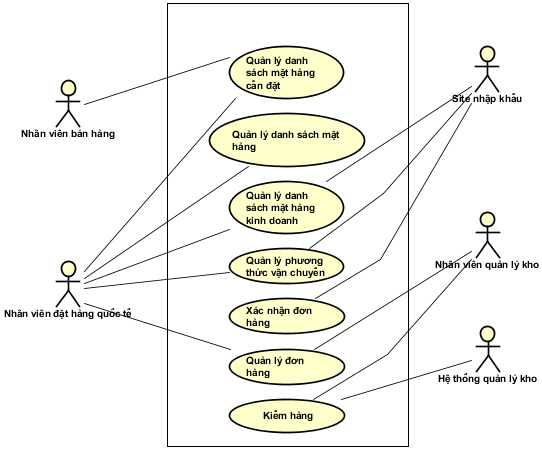 Quản lý danh
sách mặt hàng
cần đặt
Nhân viên bán hàng
Site nhập khẩu
Quản lý danh sách mặt
hàng
Quản lý danh
sách mặt hàng
kinh doanh
Quản lý phương
thức vận chuyển
Nhân viên quản lý kho
Nhân viên đặt hàng quốc tế
Xác nhận đơn
hàng
Quản lý đơn
hàng
Hệ thống quản lý kho
Kiểm hàng